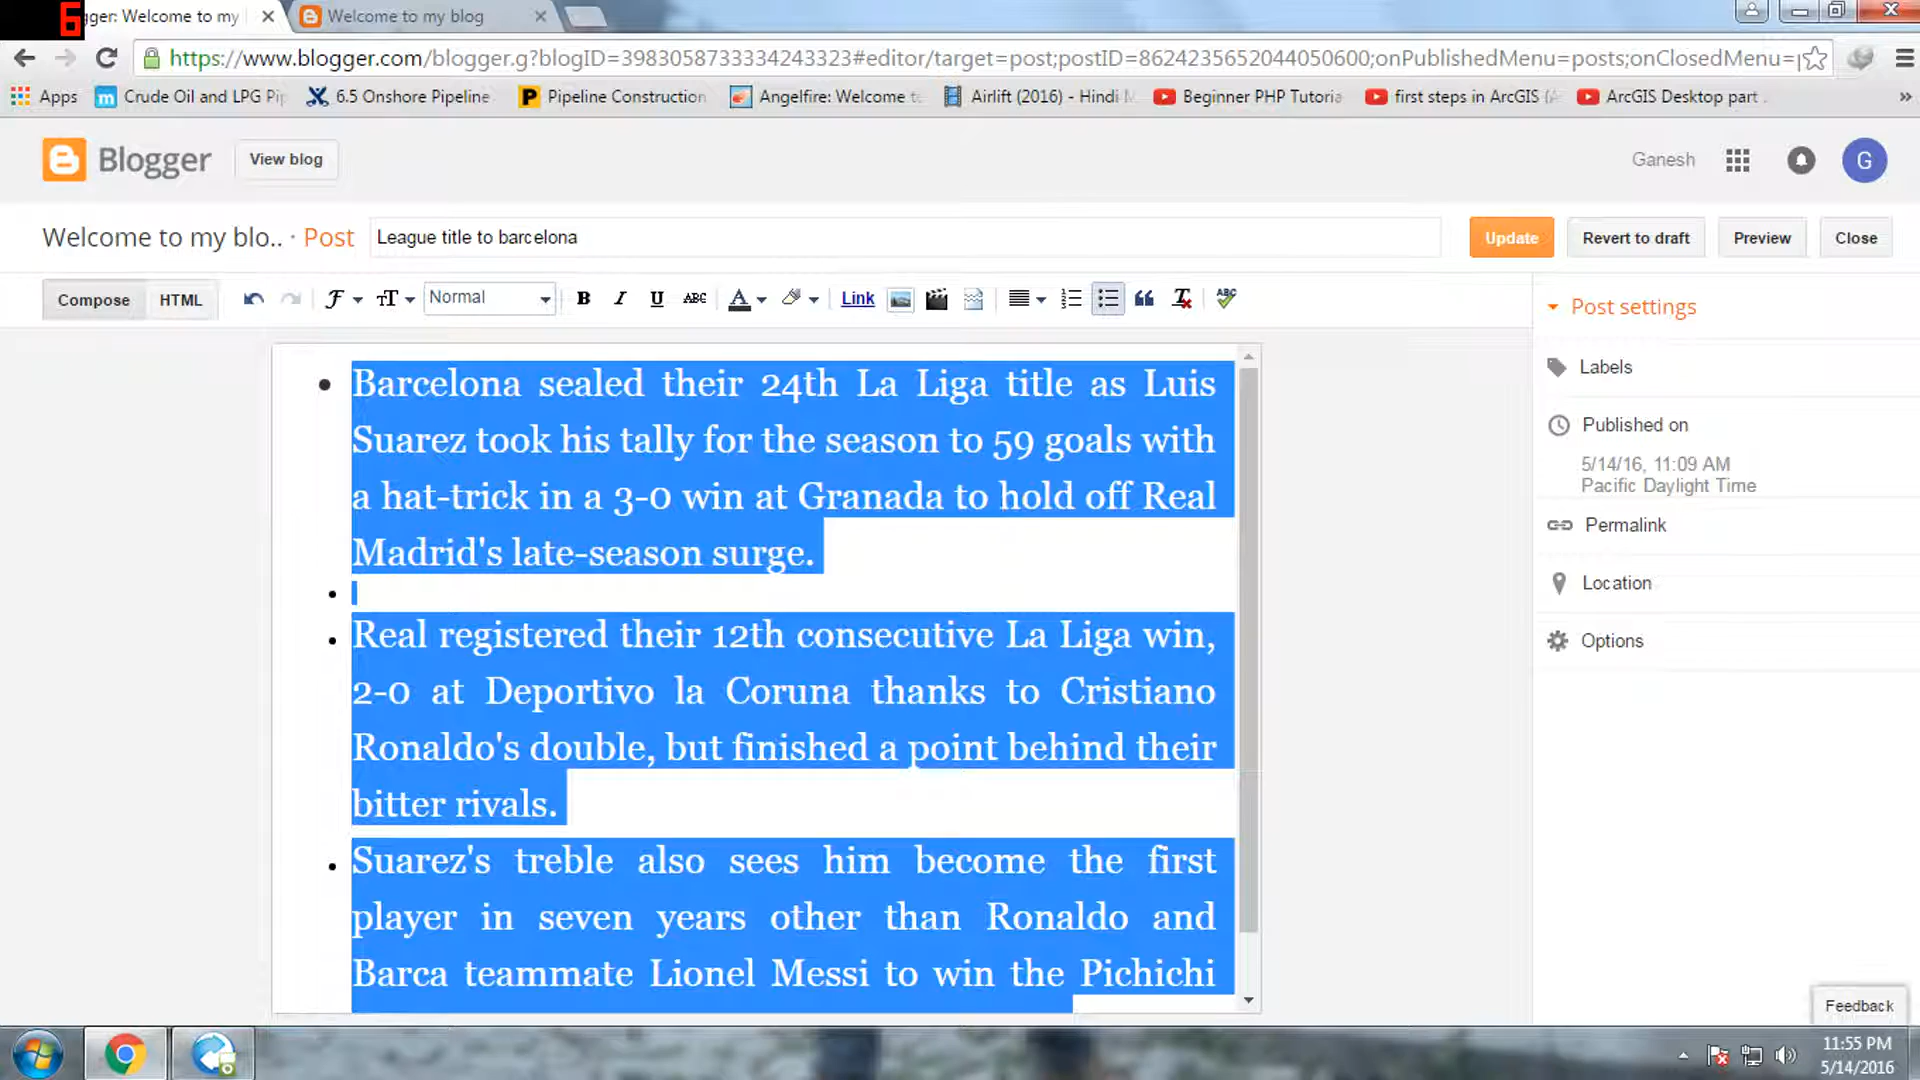 6
gger: Welcome to my
Welcome to my blog
https://www.blogger.com/blogger.g?blogID=3983058733334243323#editor/target=post;postID=8624235652044050600;onPublishedMenu=posts;onClosedMenu=p
Apps
Crude Oil and LPG Pip
6.5 Onshore Pipeline
Pipeline Construction
Angelfire: Welcome to
Airlift (2016) - Hindi
Beginner PHP Tutoria
first steps in ArcGIS (
ArcGIS Desktop part
»
Blogger
View blog
Ganesh
G
Welcome to my blo.. · Post
League title to barcelona
Update
Revert to draft
Preview
Close
Compose
HTML
Normal
B
I
U
ABC
A
Link
Post settings
Labels
Published on
5/14/16, 11:09 AM
Pacific Daylight Time
Permalink
Location
Options
Barcelona sealed their 24th La Liga title as Luis
Suarez took his tally for the season to 59 goals with
a hat-trick in a 3-0 win at Granada to hold off Real
Madrid's late-season surge.
Real registered their 12th consecutive La Liga win,
2-0 at Deportivo la Coruna thanks to Cristiano
Ronaldo's double, but finished a point behind their
bitter rivals.
Suarez's treble also sees him become the first
player in seven years other than Ronaldo and
Barca teammate Lionel Messi to win the Pichichi
Feedback
11:55 PM
5/14/2016